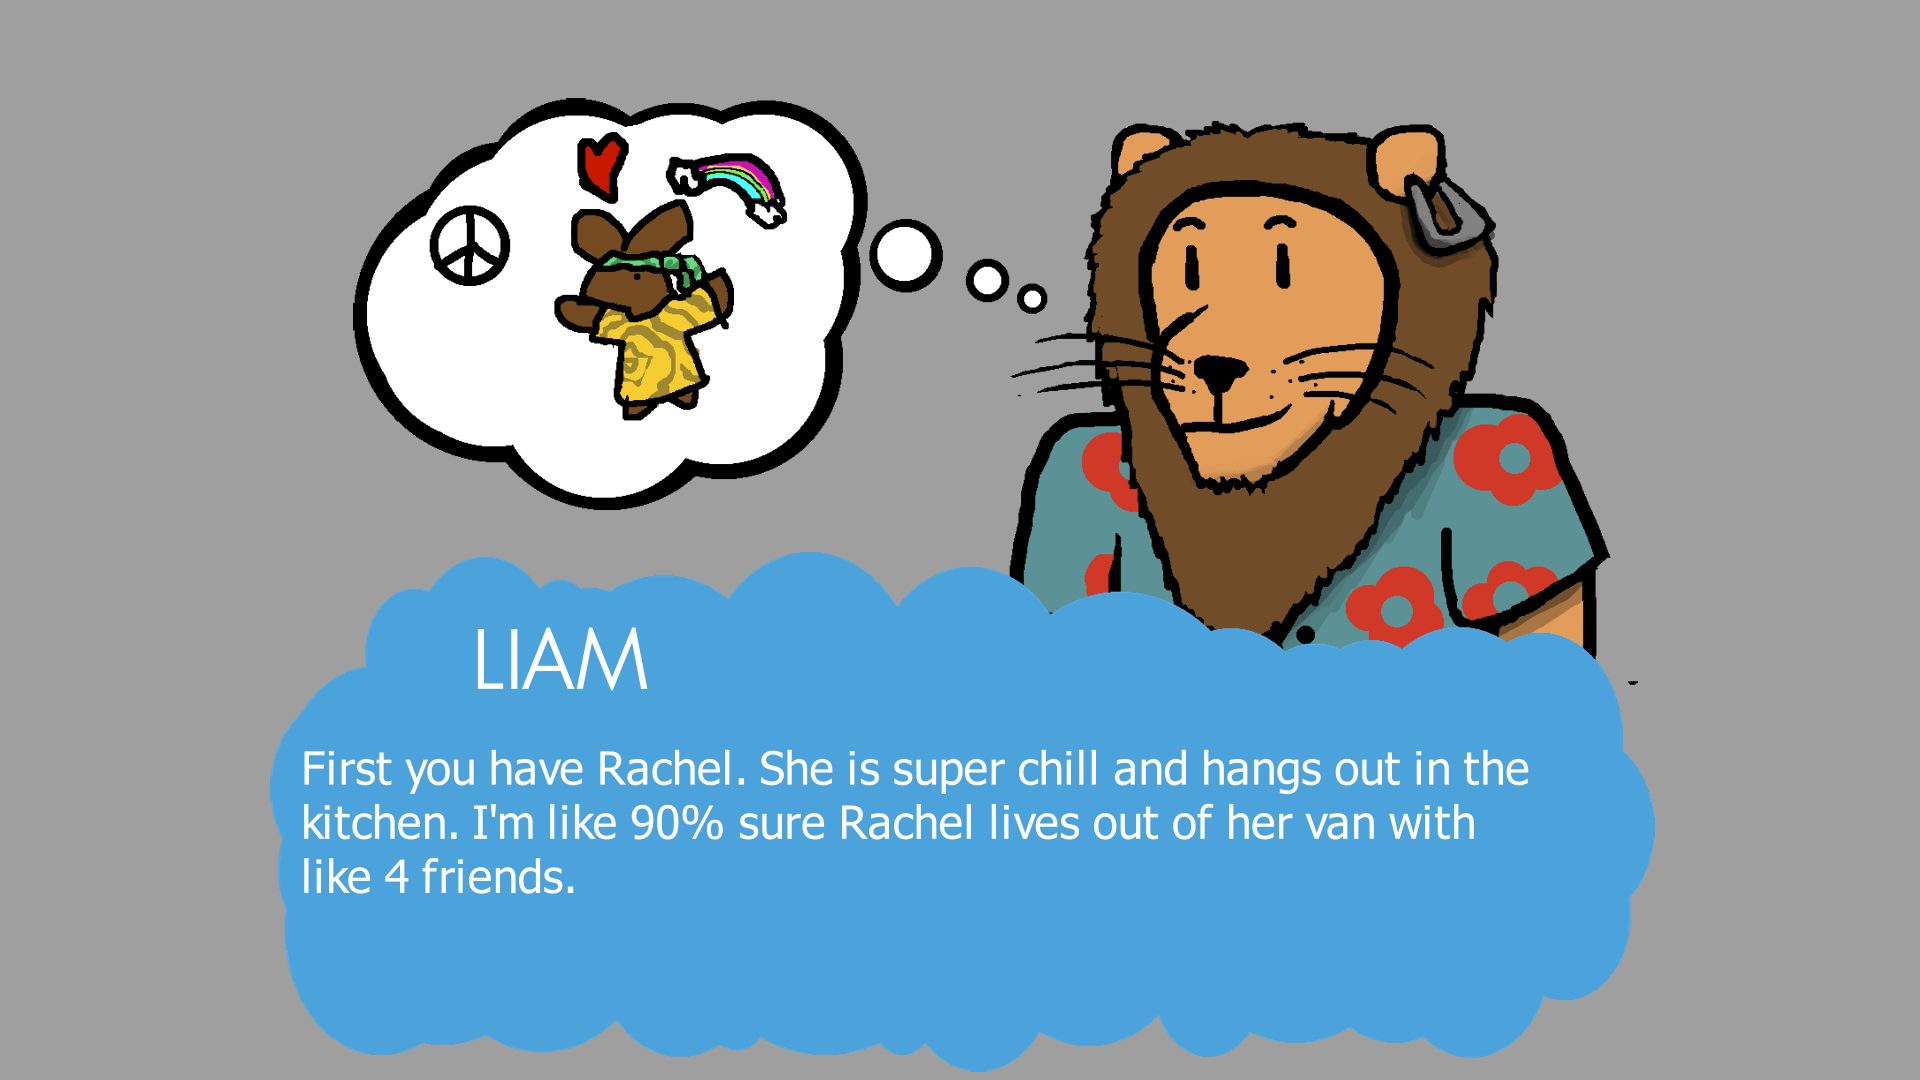 LIAM
First you have Rachel. She is super chill and hangs out in the
kitchen. I'm like 90% sure Rachel lives out of her van with
like 4 friends.